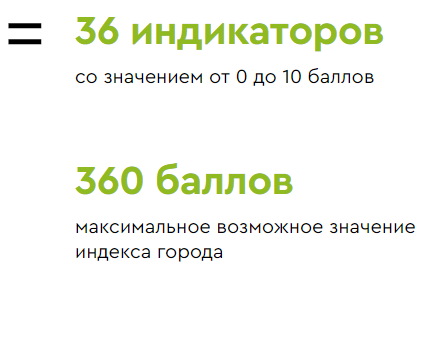 = 36 индикаторов
со значением от 0 до 10 баллов
360 баллов
максимальное возможное значение
индекса города